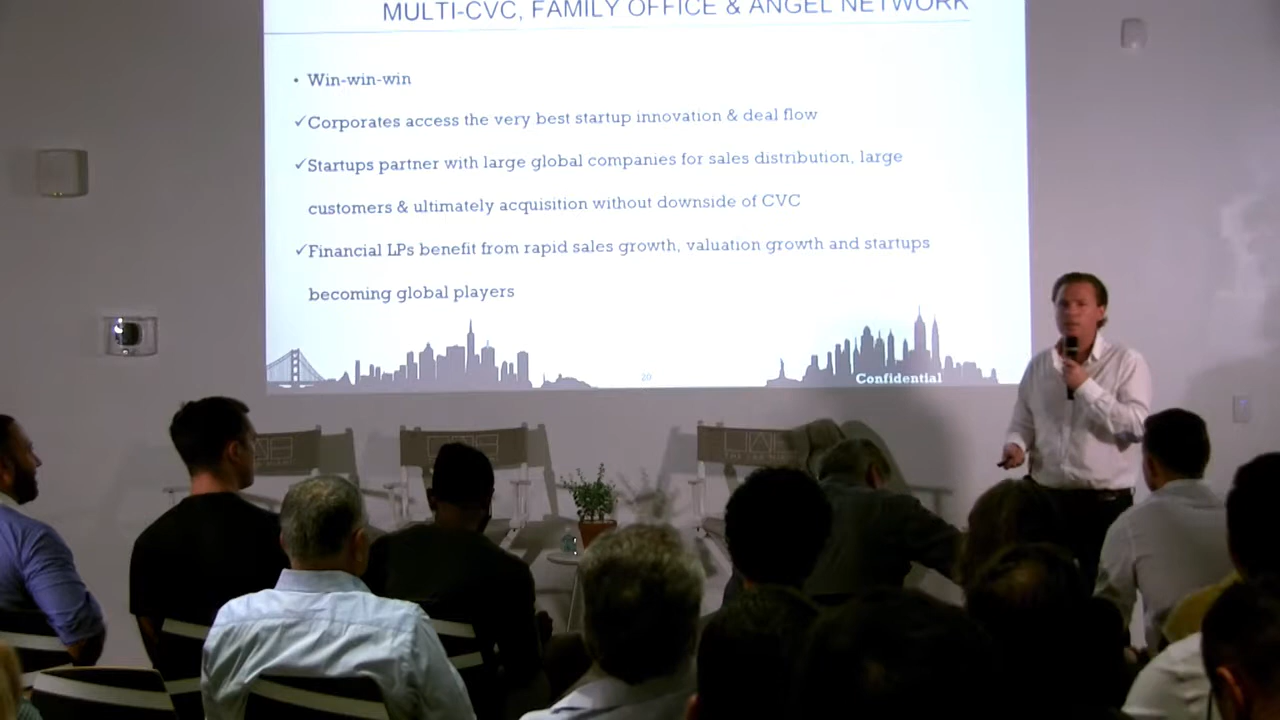 MULTI-CVC, FAMILY OFFICE & ANGEL NETWORK
• Win-win-win
✓Corporates access the very best startup innovation & deal flow
✓Startups partner with large global companies for sales distribution, large
customers & ultimately acquisition without downside of CVC
✓Financial LPs benefit from rapid sales growth, valuation growth and startups
becoming global players
20
Confidential